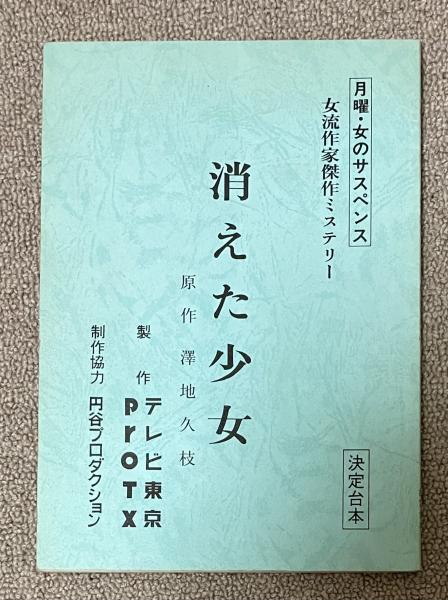 月曜・女のサスペンス
女流作家傑作ミステリー
消えた少女
原作 澤地久枝
製作 テレビ東京
PROTX
制作協力 円谷プロダクション
決定台本